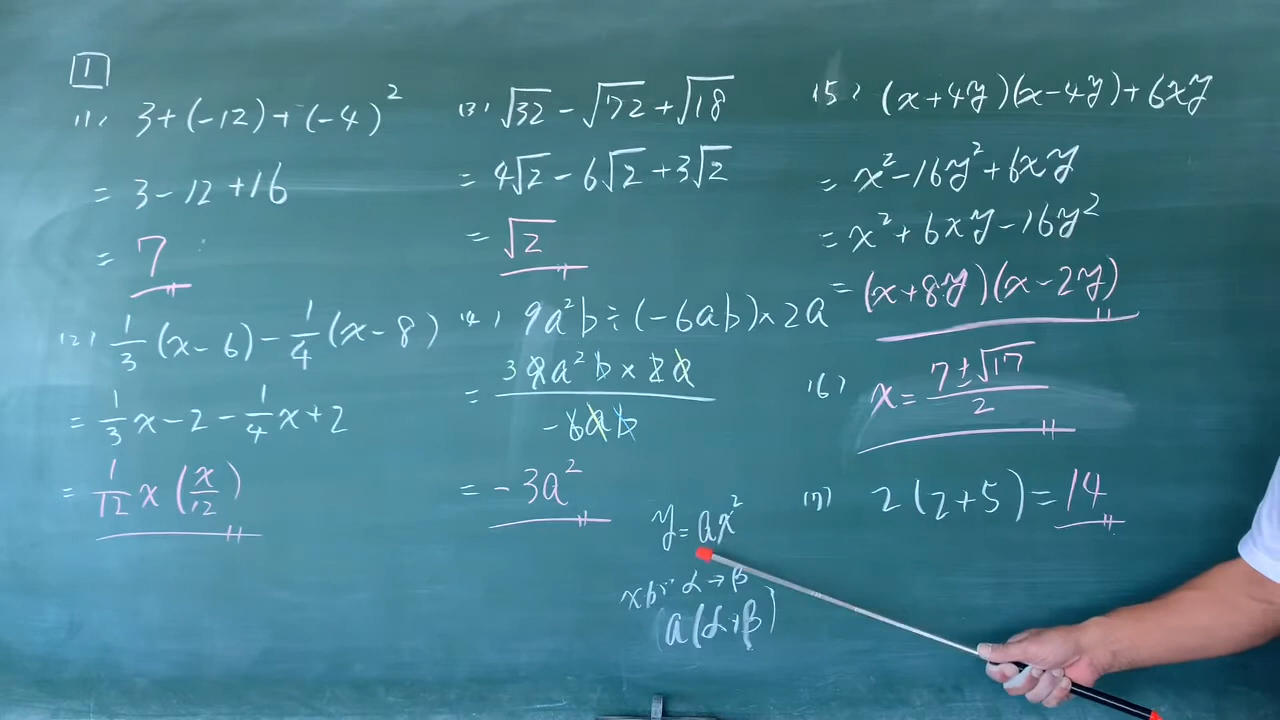 1
(1) 3+(-12)+(-4)²
= 3-12+16
= 7
(2) 1/3(x-6)-1/4(x-8)
= 1/3x-2-1/4x+2
= 1/12x(x/12)
(3) √32-√72+√18
= 4√2-6√2+3√2
= √2
(4) 9a²b÷(-6ab)×2a
= 3 9a²b×2a/-6ab
= -3a²
y=ax²
α→β
a(α+β)
(5) (x+4y)(x-4y)+6xy
= x²-16y²+6xy
= x²+6xy-16y²
= (x+8y)(x-2y)
(6) x=7±√17/2
(7) 2(2+5)=14